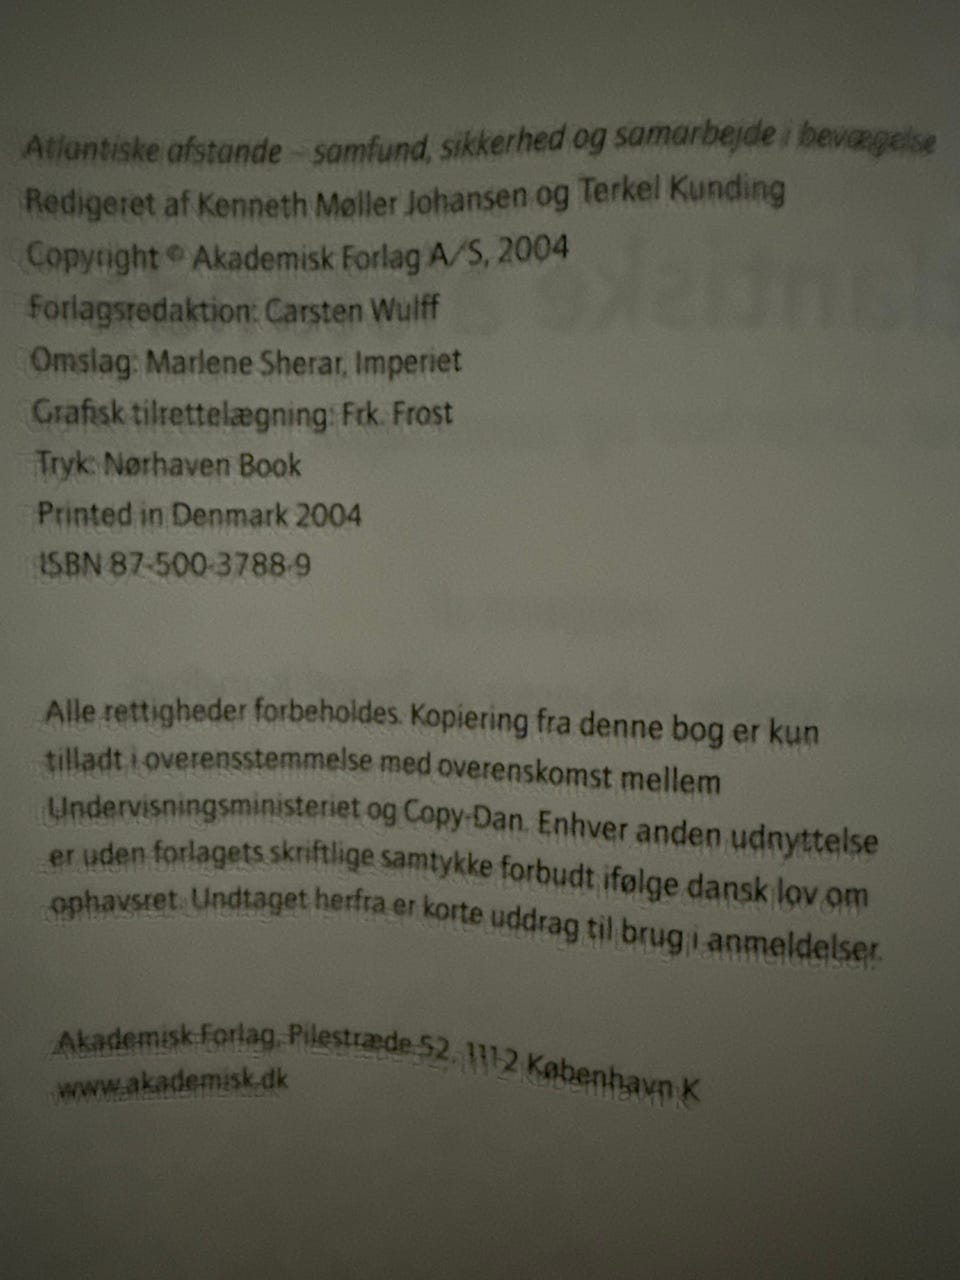 Atlantiske afstande – samfund, sikkerhed og samarbejde i bevægelse
Redigeret af Kenneth Møller Johansen og Terkel Kunding
Copyright © Akademisk Forlag A/S, 2004
Forlagsredaktion: Carsten Wulff
Omslag: Marlene Sherar, Imperiet
Grafisk tilrettelægning: Frk. Frost
Tryk: Nørhaven Book
Printed in Denmark 2004
ISBN 87-500-3788-9
Alle rettigheder forbeholdes. Kopiering fra denne bog er kun
tilladt i overensstemmelse med overenskomst mellem
Undervisningsministeriet og Copy-Dan. Enhver anden udnyttelse
er uden forlagets skriftlige samtykke forbudt ifølge dansk lov om
ophavsret. Undtaget herfra er korte uddrag til brug i anmeldelser.
Akademisk Forlag, Pilestræde 52, 1112 København K
www.akademisk.dk